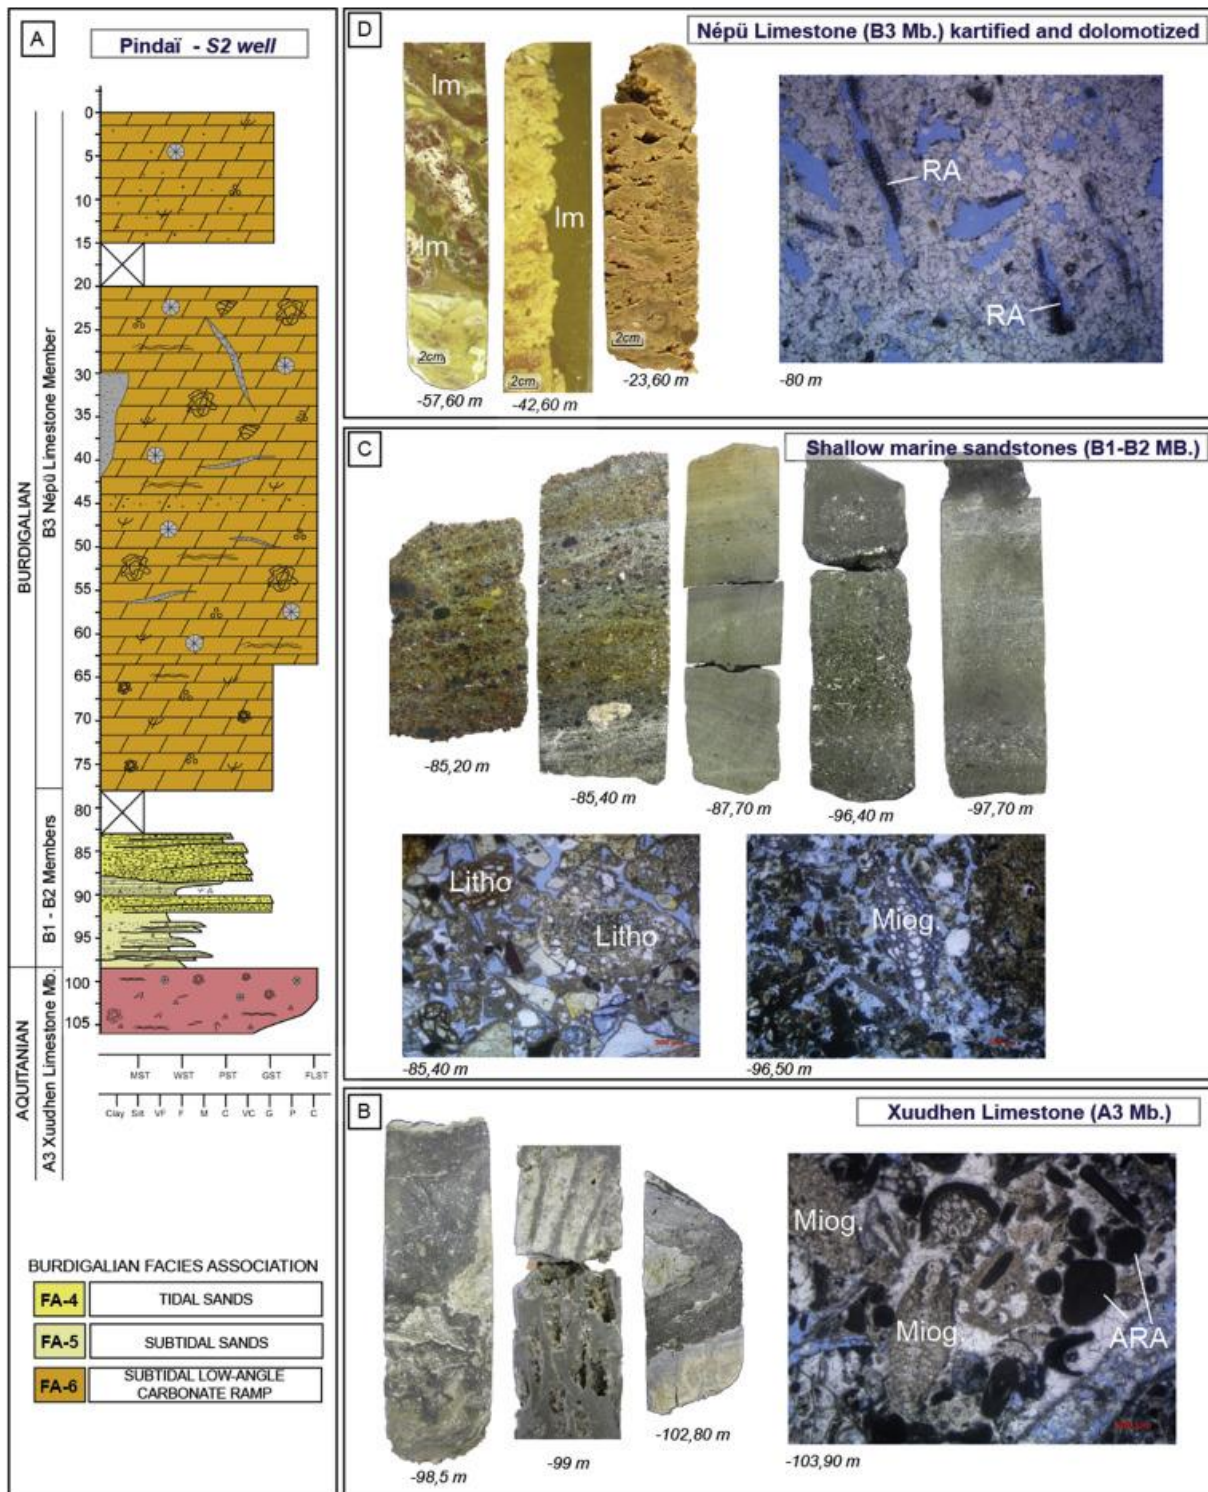 A
Pindaï - S2 well
0
5
10
15
20
25
30
35
40
45
50
55
60
65
70
75
80
85
90
95
100
105
BURDIGALIAN
B3 Népü Limestone Member
B1 - B2 Members
AQUITANIAN
A3 Xuudhen Limestone Mb.
MST WST PST GST FLST
Clay Silt VF F M C VC G P C
BURDIGALIAN FACIES ASSOCIATION
FA-4 TIDAL SANDS
FA-5 SUBTIDAL SANDS
FA-6 SUBTIDAL LOW-ANGLE
CARBONATE RAMP
D
Népü Limestone (B3 Mb.) kartified and dolomotized
Im
Im
Im
2cm
2cm
2cm
-57,60 m
-42,60 m
-23,60 m
RA
RA
-80 m
C
Shallow marine sandstones (B1-B2 MB.)
-85,20 m
-85,40 m
-87,70 m
-96,40 m
-97,70 m
Litho
Litho
-85,40 m
Miog.
-96,50 m
B
Xuudhen Limestone (A3 Mb.)
-98,5 m
-99 m
-102,80 m
Miog.
Miog.
ARA
-103,90 m